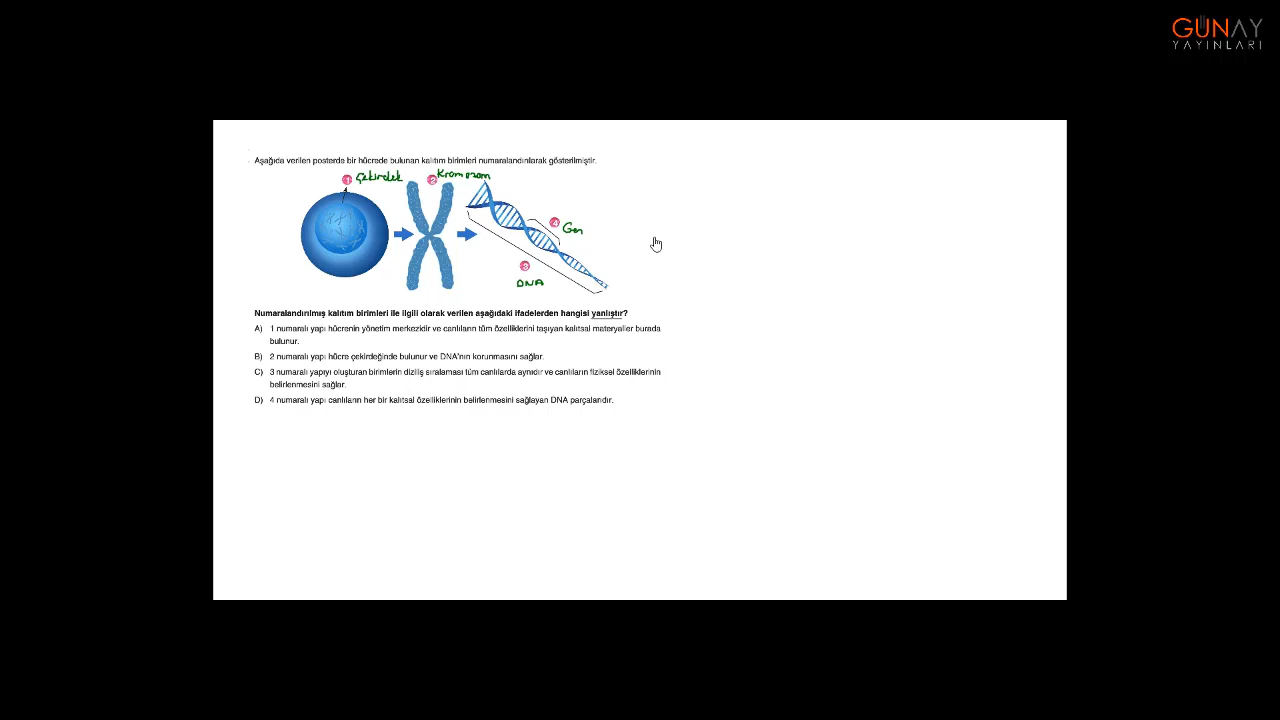 GÜNAY
YAYINLARI
Aşağıda verilen posterde bir hücrede bulunan kalıtım birimleri numaralandırılarak gösterilmiştir.
1 Çekirdek
2 Kromozom
4 Gen
3
DNA
Numaralandırılmış kalıtım birimleri ile ilgili olarak verilen aşağıdaki ifadelerden hangisi yanlıştır?
A) 1 numaralı yapı hücrenin yönetim merkezidir ve canlıların tüm özelliklerini taşıyan kalıtsal materyaller burada
bulunur.
B) 2 numaralı yapı hücre çekirdeğinde bulunur ve DNA'nın korunmasını sağlar.
C) 3 numaralı yapıyı oluşturan birimlerin diziliş sıralaması tüm canlılarda aynıdır ve canlıların fiziksel özelliklerinin
belirlenmesini sağlar.
D) 4 numaralı yapı canlıların her bir kalıtsal özelliklerinin belirlenmesini sağlayan DNA parçalarıdır.